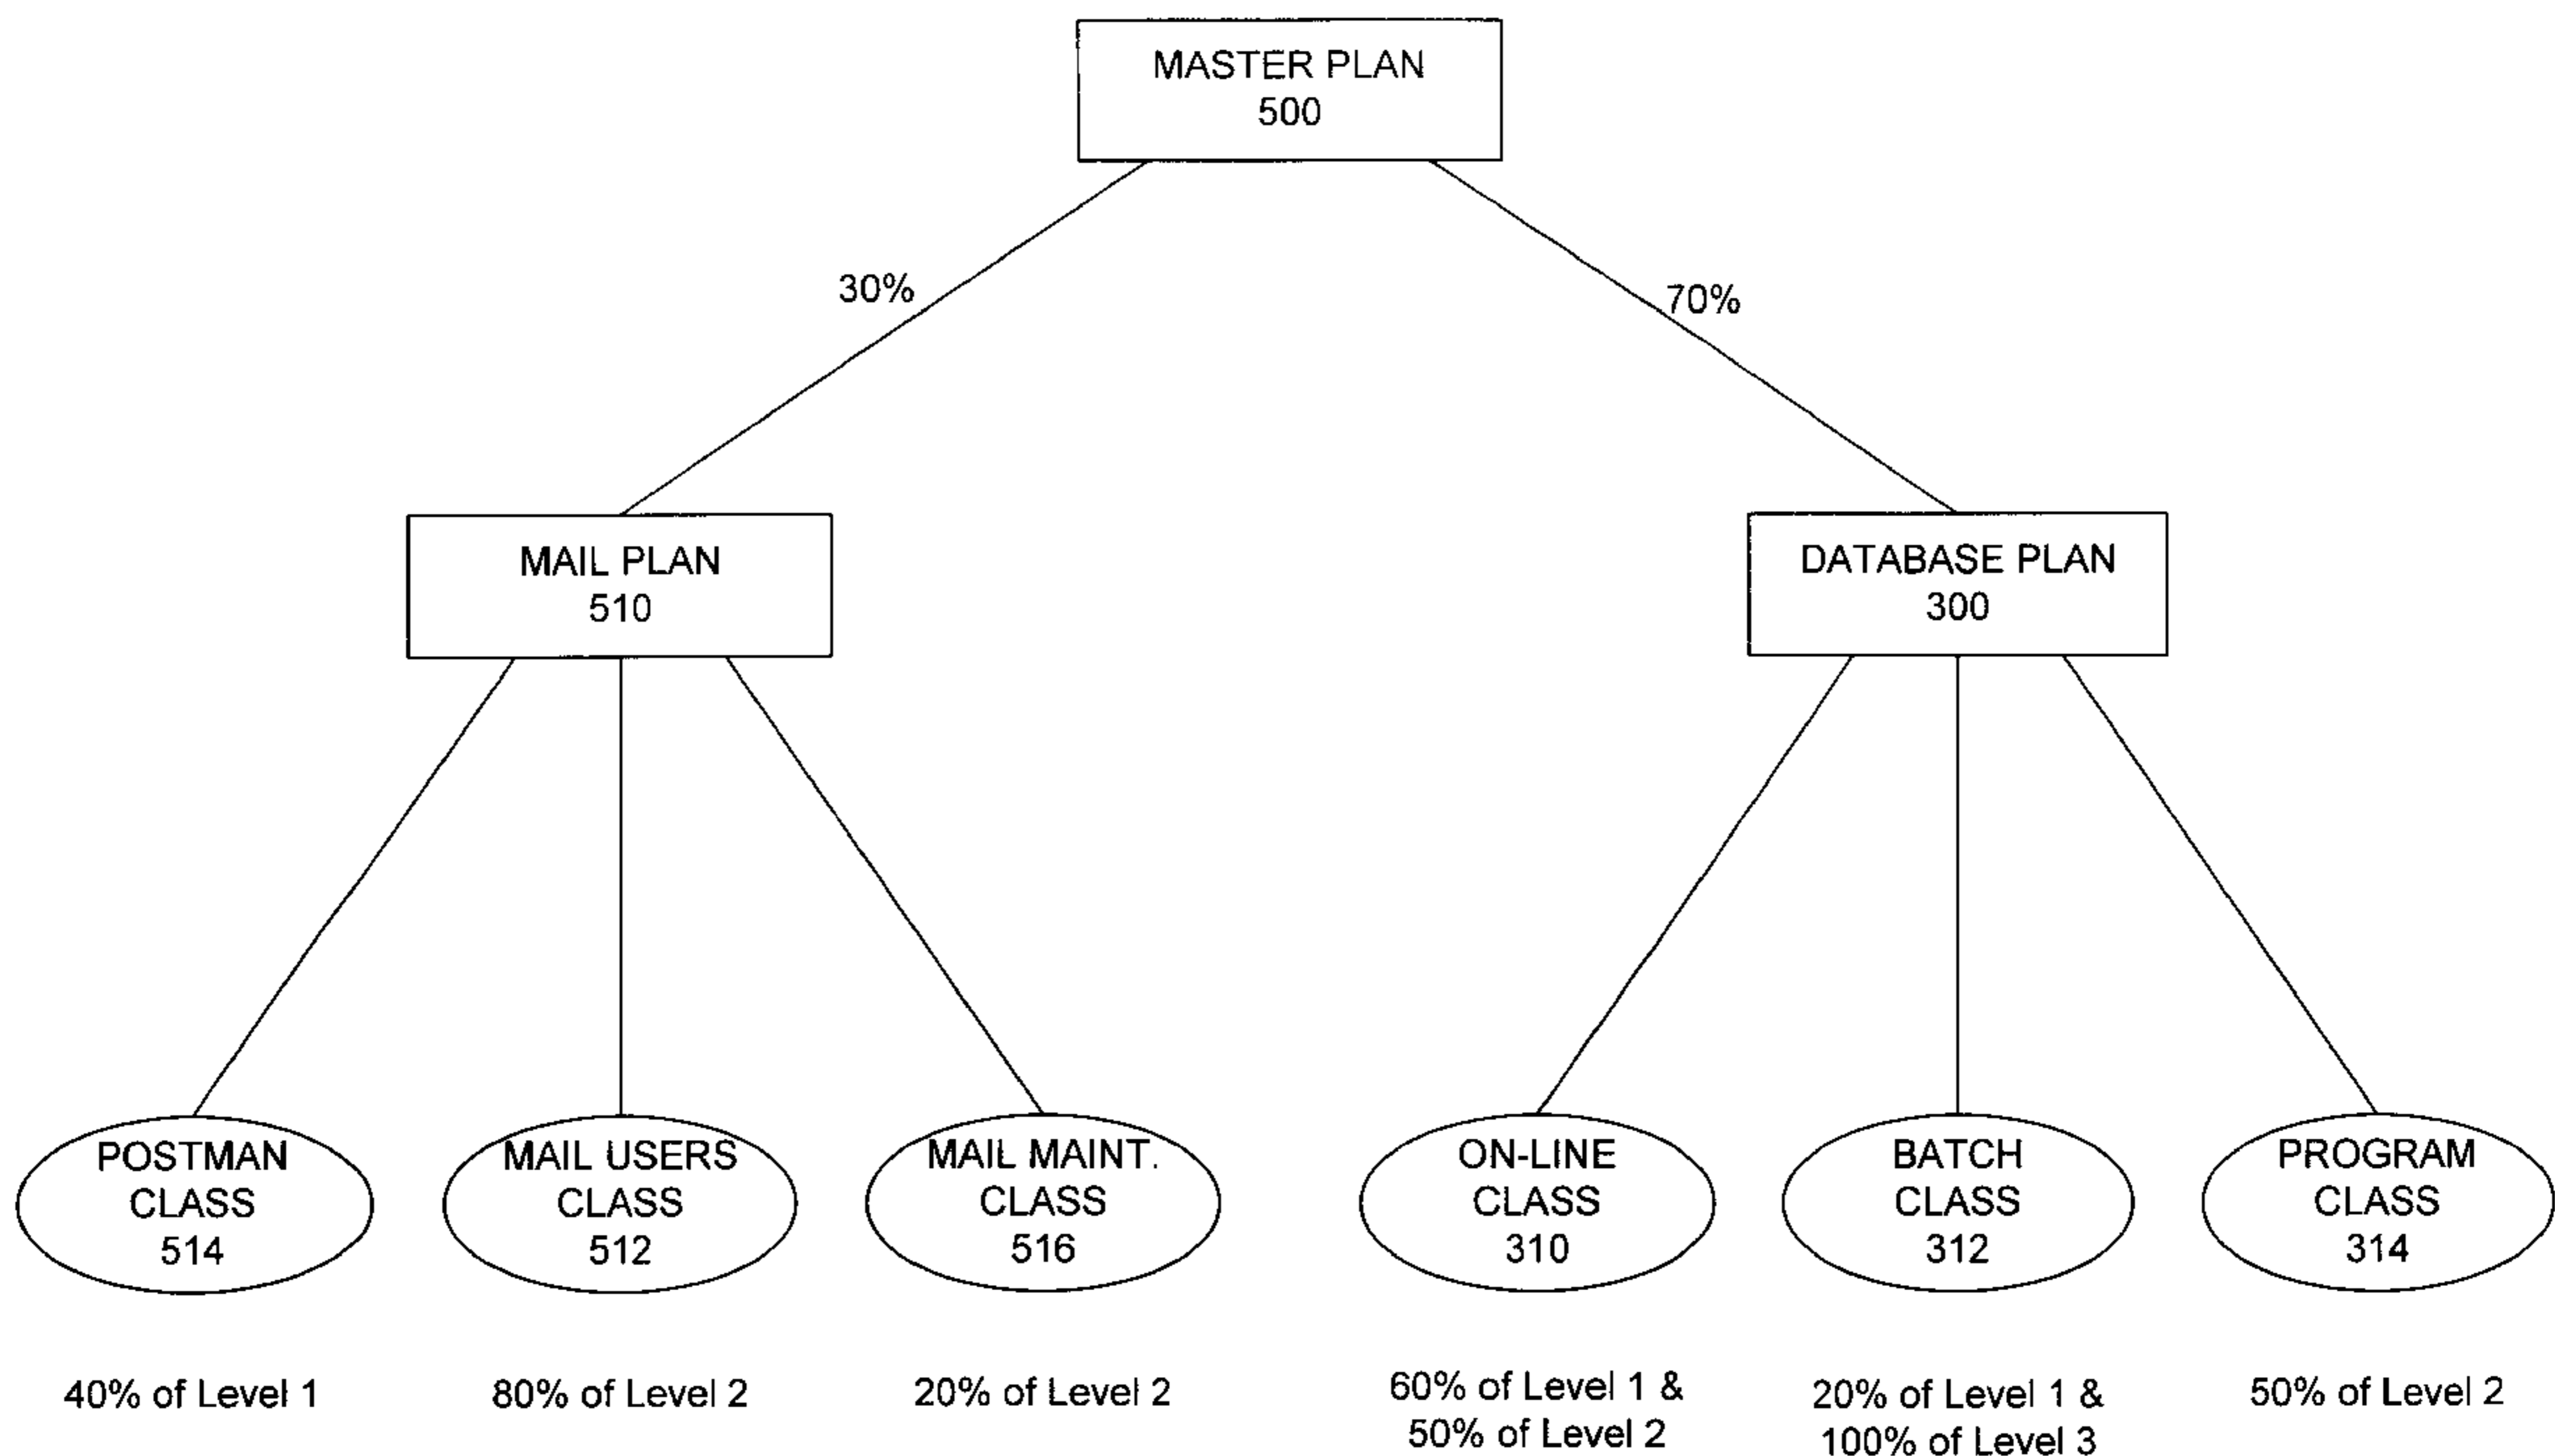 MASTER PLAN
500
30%
70%
MAIL PLAN
510
DATABASE PLAN
300
POSTMAN
CLASS
514
MAIL USERS
CLASS
512
MAIL MAINT.
CLASS
516
ON-LINE
CLASS
310
BATCH
CLASS
312
PROGRAM
CLASS
314
40% of Level 1
80% of Level 2
20% of Level 2
60% of Level 1 &
50% of Level 2
20% of Level 1 &
100% of Level 3
50% of Level 2